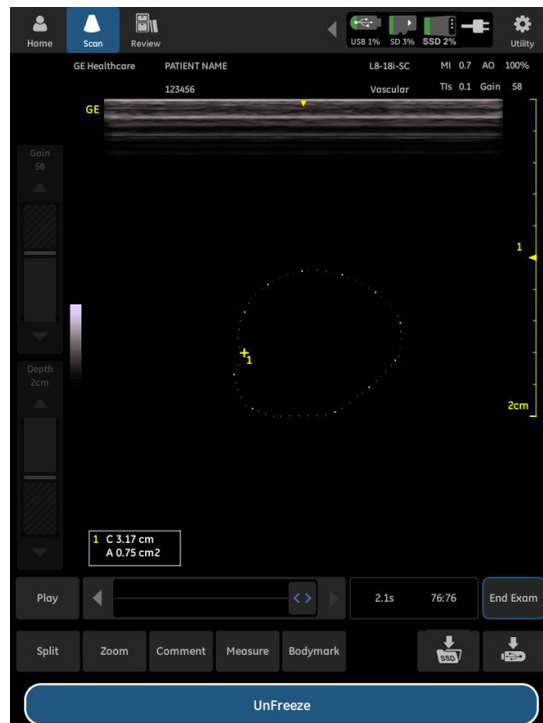 USB 1% SD 3% SSD 2%
Home Scan Review Utility
GE Healthcare PATIENT NAME L8-18i-SC MI 0.7 AO 100%
123456 Vascular TIs 0.1 Gain 58
GE
Gain
58
1
1
Depth
2cm
2cm
1 C 3.17 cm
A 0.75 cm2
Play 2.1s 76:76 End Exam
Split Zoom Comment Measure Bodymark SSD
UnFreeze